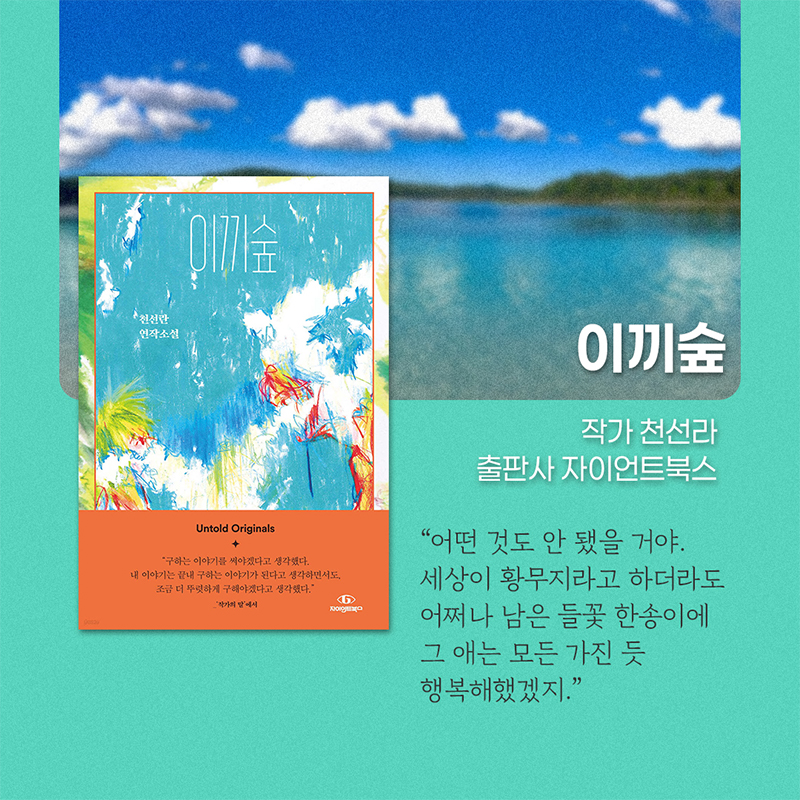 이끼숲
천선란
연작소설
Untold Originals
“구하는 이야기를 써야겠다고 생각했다.
내 이야기는 끝내 구하는 이야기가 된다고 생각하면서도,
조금 더 뚜렷하게 구해야겠다고 생각했다.”
_'작가의 말'에서
자이언트북스
이끼숲
작가 천선라
출판사 자이언트북스
“어떤 것도 안 됐을 거야.
세상이 황무지라고 하더라도
어쩌나 남은 들꽃 한송이에
그 애는 모든 가진 듯
행복해했겠지.”